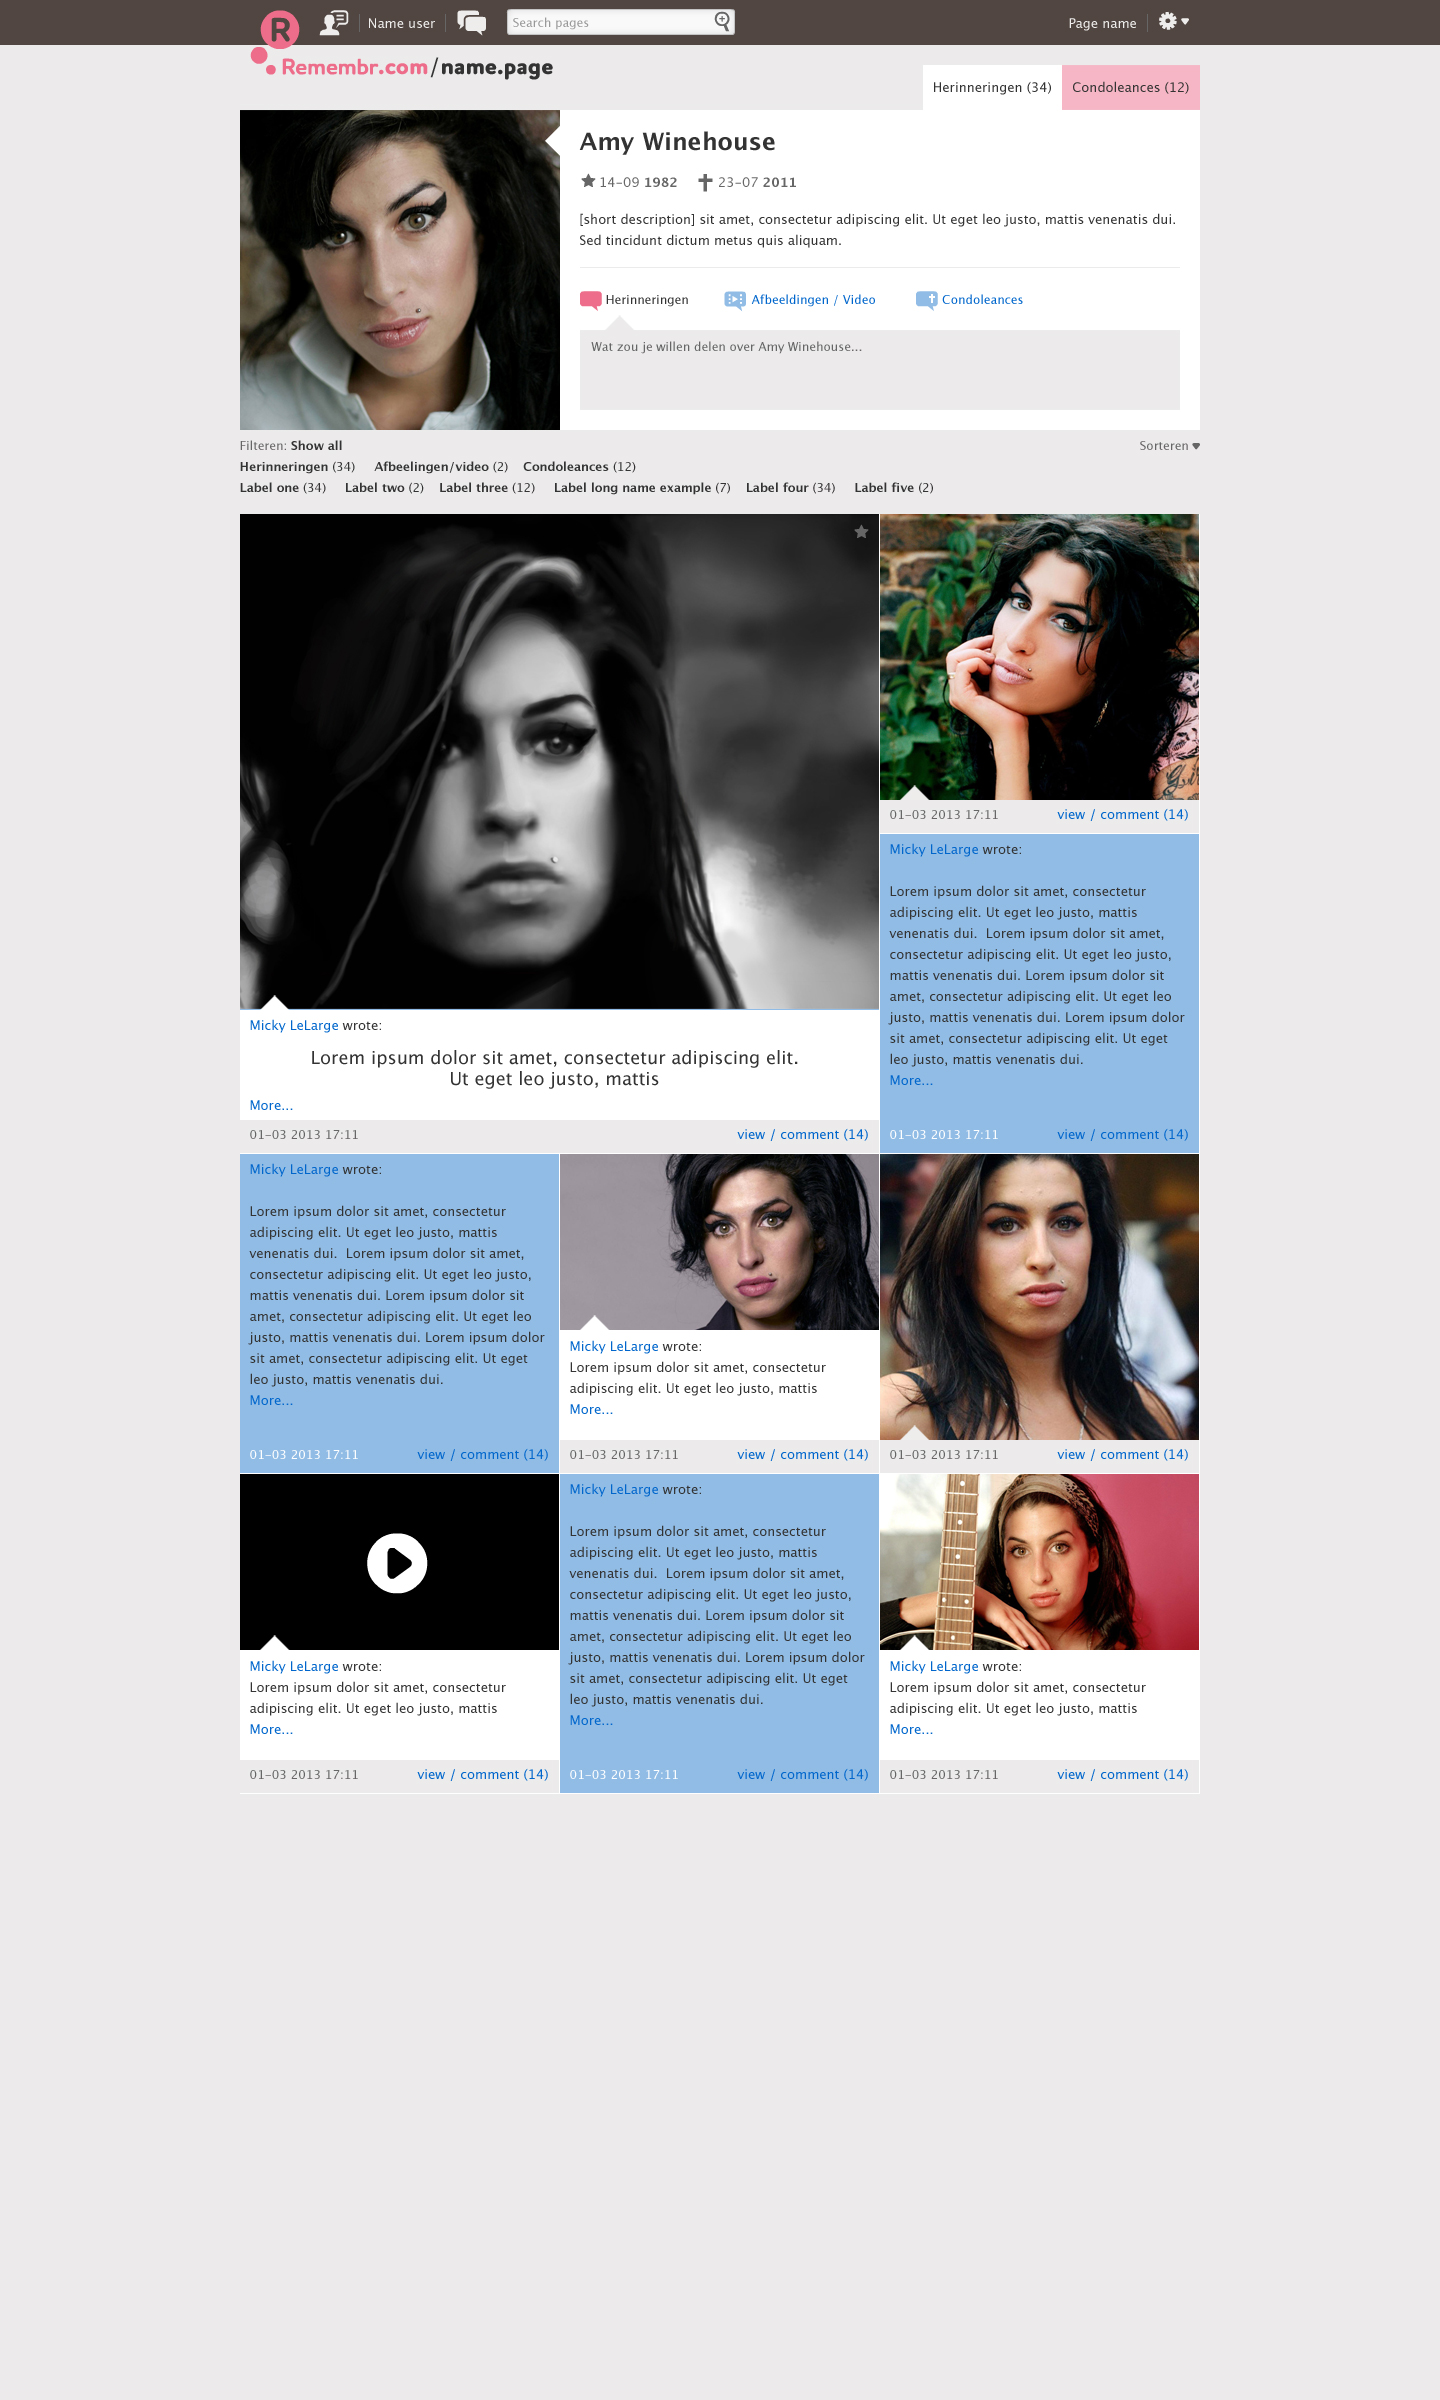 R
Name user
Search pages
Page name
Remembr.com/name.page
Herinneringen (34)
Condoleances (12)
Amy Winehouse
14-09 1982
23-07 2011
[short description] sit amet, consectetur adipiscing elit. Ut eget leo justo, mattis venenatis dui.
Sed tincidunt dictum metus quis aliquam.
Herinneringen
Afbeeldingen / Video
Condoleances
Wat zou je willen delen over Amy Winehouse...
Filteren: Show all
Sorteren
Herinneringen (34) Afbeelingen/video (2) Condoleances (12)
Label one (34) Label two (2) Label three (12) Label long name example (7) Label four (34) Label five (2)
Micky LeLarge wrote:
Lorem ipsum dolor sit amet, consectetur adipiscing elit.
Ut eget leo justo, mattis
More...
01-03 2013 17:11
view / comment (14)
01-03 2013 17:11
view / comment (14)
Micky LeLarge wrote:
Lorem ipsum dolor sit amet, consectetur
adipiscing elit. Ut eget leo justo, mattis
venenatis dui.  Lorem ipsum dolor sit amet,
consectetur adipiscing elit. Ut eget leo justo,
mattis venenatis dui. Lorem ipsum dolor sit
amet, consectetur adipiscing elit. Ut eget leo
justo, mattis venenatis dui. Lorem ipsum dolor
sit amet, consectetur adipiscing elit. Ut eget
leo justo, mattis venenatis dui.
More...
01-03 2013 17:11
view / comment (14)
Micky LeLarge wrote:
Lorem ipsum dolor sit amet, consectetur
adipiscing elit. Ut eget leo justo, mattis
venenatis dui.  Lorem ipsum dolor sit amet,
consectetur adipiscing elit. Ut eget leo justo,
mattis venenatis dui. Lorem ipsum dolor sit
amet, consectetur adipiscing elit. Ut eget leo
justo, mattis venenatis dui. Lorem ipsum dolor
sit amet, consectetur adipiscing elit. Ut eget
leo justo, mattis venenatis dui.
More...
01-03 2013 17:11
view / comment (14)
Micky LeLarge wrote:
Lorem ipsum dolor sit amet, consectetur
adipiscing elit. Ut eget leo justo, mattis
More...
01-03 2013 17:11
view / comment (14)
01-03 2013 17:11
view / comment (14)
Micky LeLarge wrote:
Lorem ipsum dolor sit amet, consectetur
adipiscing elit. Ut eget leo justo, mattis
More...
01-03 2013 17:11
view / comment (14)
Micky LeLarge wrote:
Lorem ipsum dolor sit amet, consectetur
adipiscing elit. Ut eget leo justo, mattis
venenatis dui.  Lorem ipsum dolor sit amet,
consectetur adipiscing elit. Ut eget leo justo,
mattis venenatis dui. Lorem ipsum dolor sit
amet, consectetur adipiscing elit. Ut eget leo
justo, mattis venenatis dui. Lorem ipsum dolor
sit amet, consectetur adipiscing elit. Ut eget
leo justo, mattis venenatis dui.
More...
01-03 2013 17:11
view / comment (14)
Micky LeLarge wrote:
Lorem ipsum dolor sit amet, consectetur
adipiscing elit. Ut eget leo justo, mattis
More...
01-03 2013 17:11
view / comment (14)